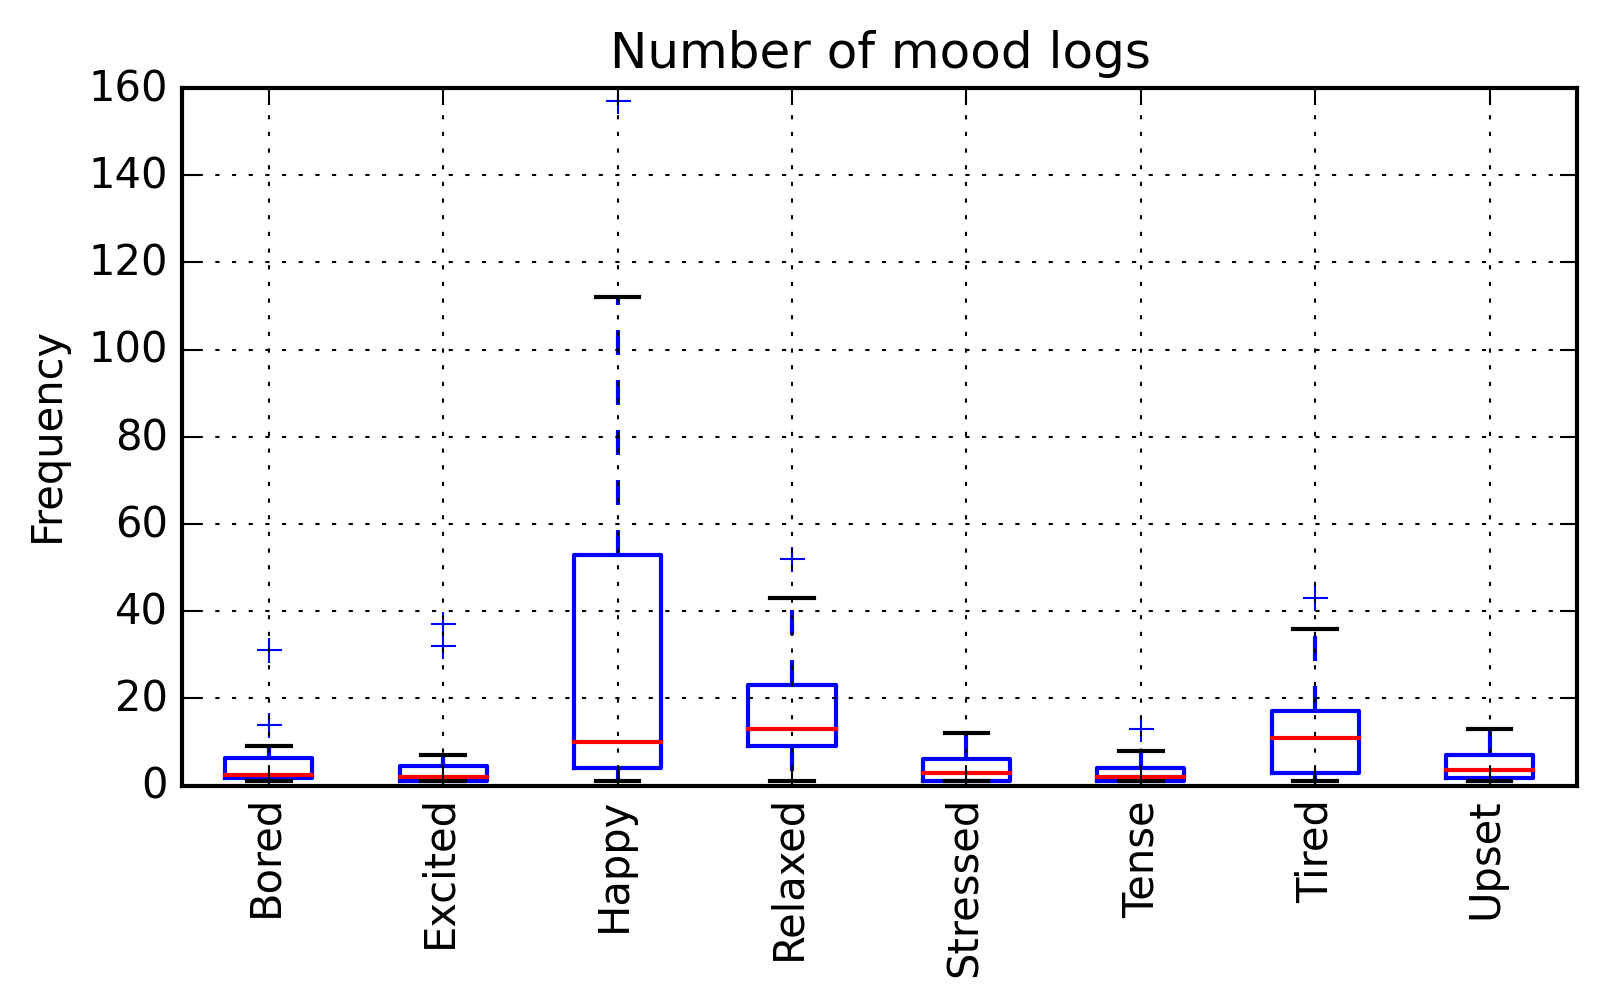 Number of mood logs
Frequency
160
140
120
100
80
60
40
20
0
Bored
Excited
Happy
Relaxed
Stressed
Tense
Tired
Upset